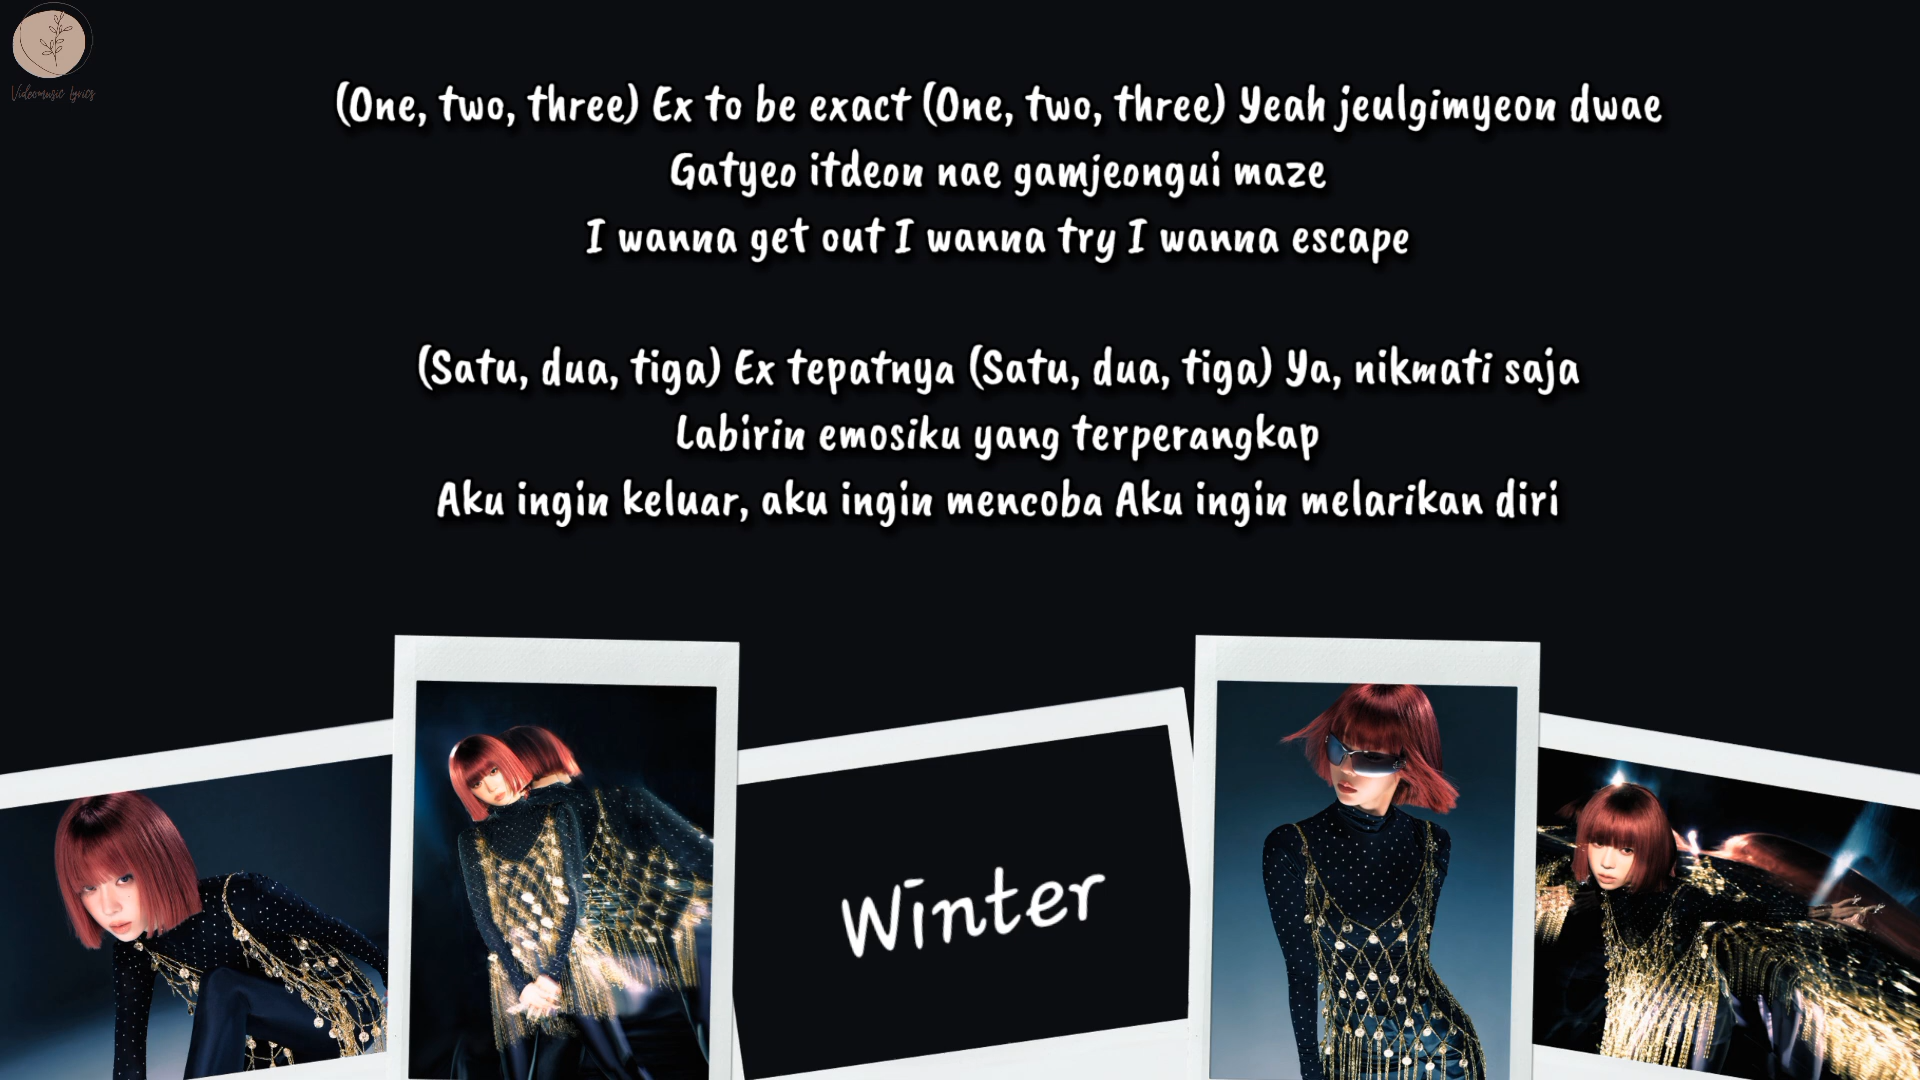 Videomusic lyrics
(One, two, three) Ex to be exact (One, two, three) Yeah jeulgimyeon dwae
Gatyeo itdeon nae gamjeongui maze
I wanna get out I wanna try I wanna escape
(Satu, dua, tiga) Ex tepatnya (Satu, dua, tiga) Ya, nikmati saja
Labirin emosiku yang terperangkap
Aku ingin keluar, aku ingin mencoba Aku ingin melarikan diri
Winter